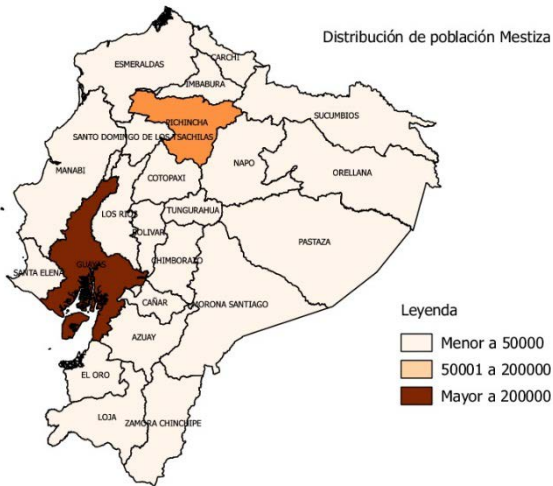 Distribución de población Mestiza
CARCHI
ESMERALDAS
IMBABURA
SUCUMBIOS
PICHINCHA
SANTO DOMINGO DE LOS TSACHILAS
NAPO
MANABI
ORELLANA
COTOPAXI
TUNGURAHUA
LOS RIOS
BOLIVAR
PASTAZA
CHIMBORAZO
GUAYAS
SANTA ELENA
CAÑAR
MORONA SANTIAGO
AZUAY
EL ORO
LOJA
ZAMORA CHINCHIPE
Leyenda
Menor a 50000
50001 a 200000
Mayor a 200000